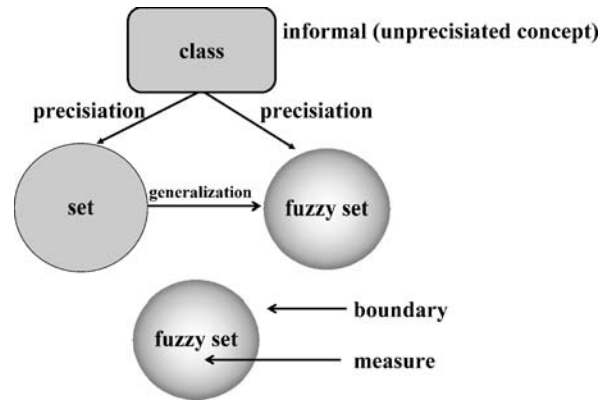 informal (unprecisiated concept)
class
precisiation
precisiation
generalization
set
fuzzy set
boundary
fuzzy set
measure